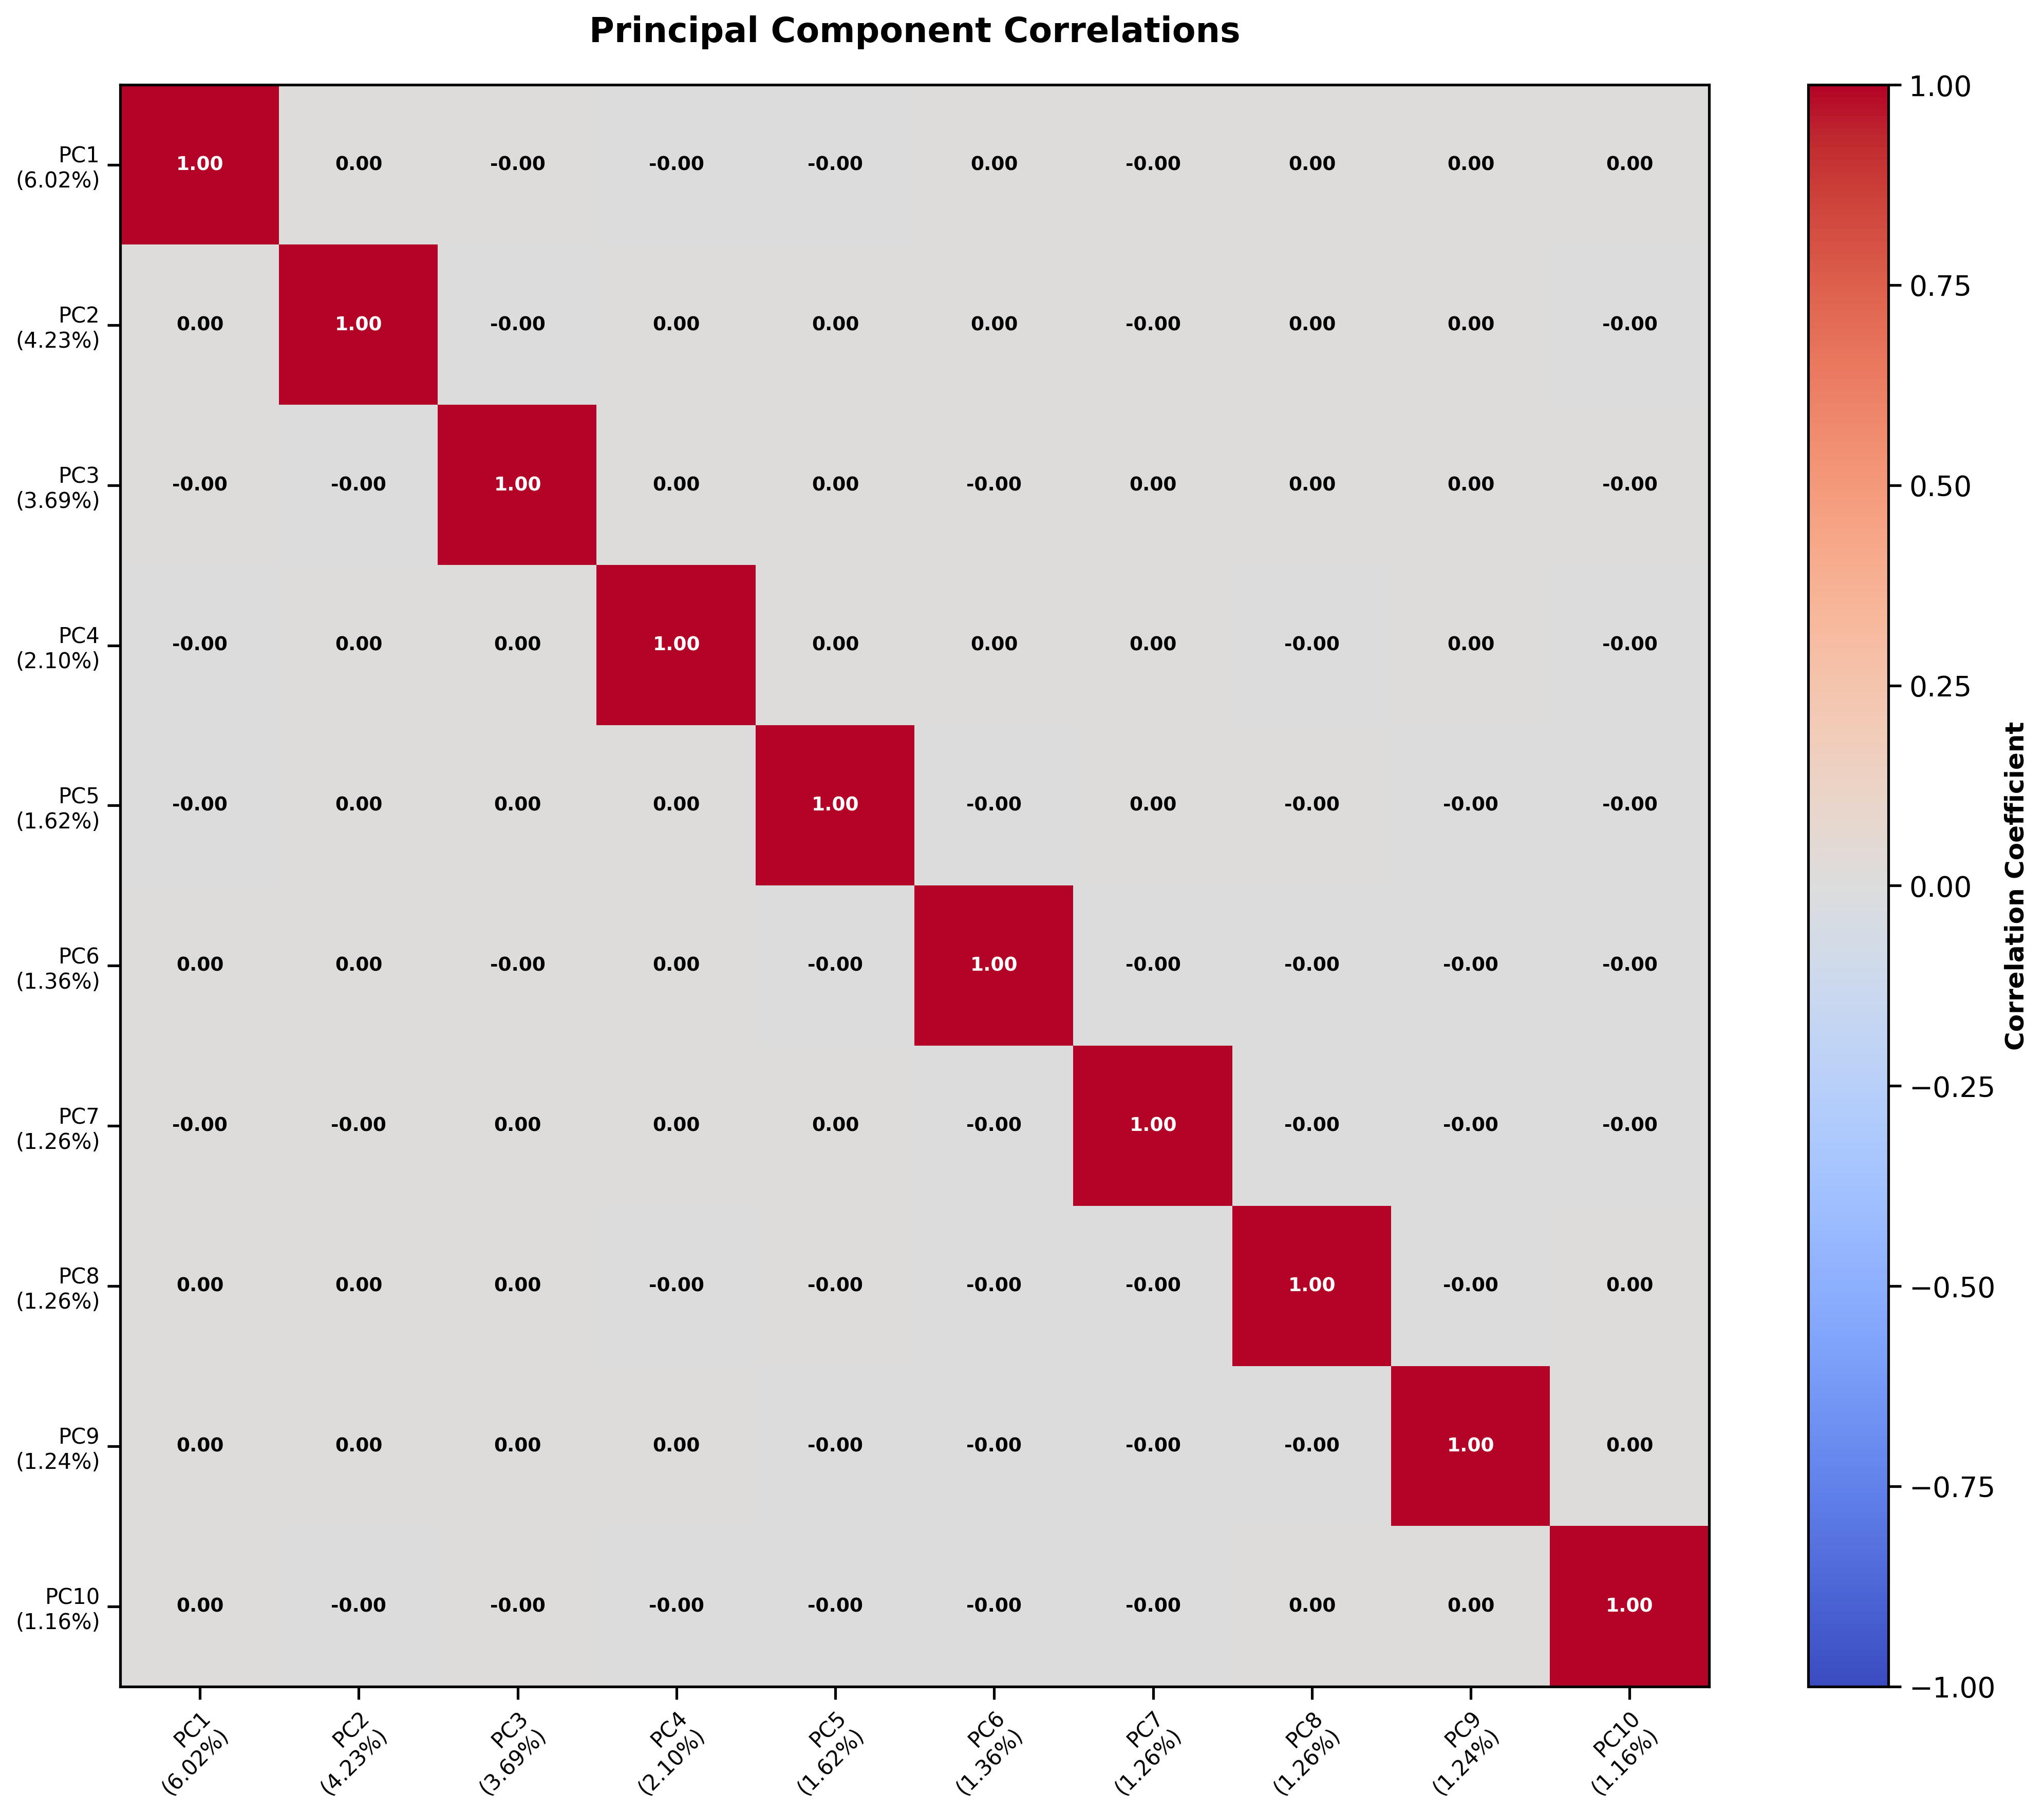 Principal Component Correlations
PC1
(6.02%)
1.00 0.00 -0.00 -0.00 -0.00 0.00 -0.00 0.00 0.00 0.00
PC2
(4.23%)
0.00 1.00 -0.00 0.00 0.00 0.00 -0.00 0.00 0.00 -0.00
PC3
(3.69%)
-0.00 -0.00 1.00 0.00 0.00 -0.00 0.00 0.00 0.00 -0.00
PC4
(2.10%)
-0.00 0.00 0.00 1.00 0.00 0.00 0.00 -0.00 0.00 -0.00
PC5
(1.62%)
-0.00 0.00 0.00 0.00 1.00 -0.00 0.00 -0.00 -0.00 -0.00
PC6
(1.36%)
0.00 0.00 -0.00 0.00 -0.00 1.00 -0.00 -0.00 -0.00 -0.00
PC7
(1.26%)
-0.00 -0.00 0.00 0.00 0.00 -0.00 1.00 -0.00 -0.00 -0.00
PC8
(1.26%)
0.00 0.00 0.00 -0.00 -0.00 -0.00 -0.00 1.00 -0.00 0.00
PC9
(1.24%)
0.00 0.00 0.00 0.00 -0.00 -0.00 -0.00 -0.00 1.00 0.00
PC10
(1.16%)
0.00 -0.00 -0.00 -0.00 -0.00 -0.00 -0.00 0.00 0.00 1.00
PC1
(6.02%)
PC2
(4.23%)
PC3
(3.69%)
PC4
(2.10%)
PC5
(1.62%)
PC6
(1.36%)
PC7
(1.26%)
PC8
(1.26%)
PC9
(1.24%)
PC10
(1.16%)
1.00
0.75
0.50
0.25
0.00
−0.25
−0.50
−0.75
−1.00
Correlation Coefficient